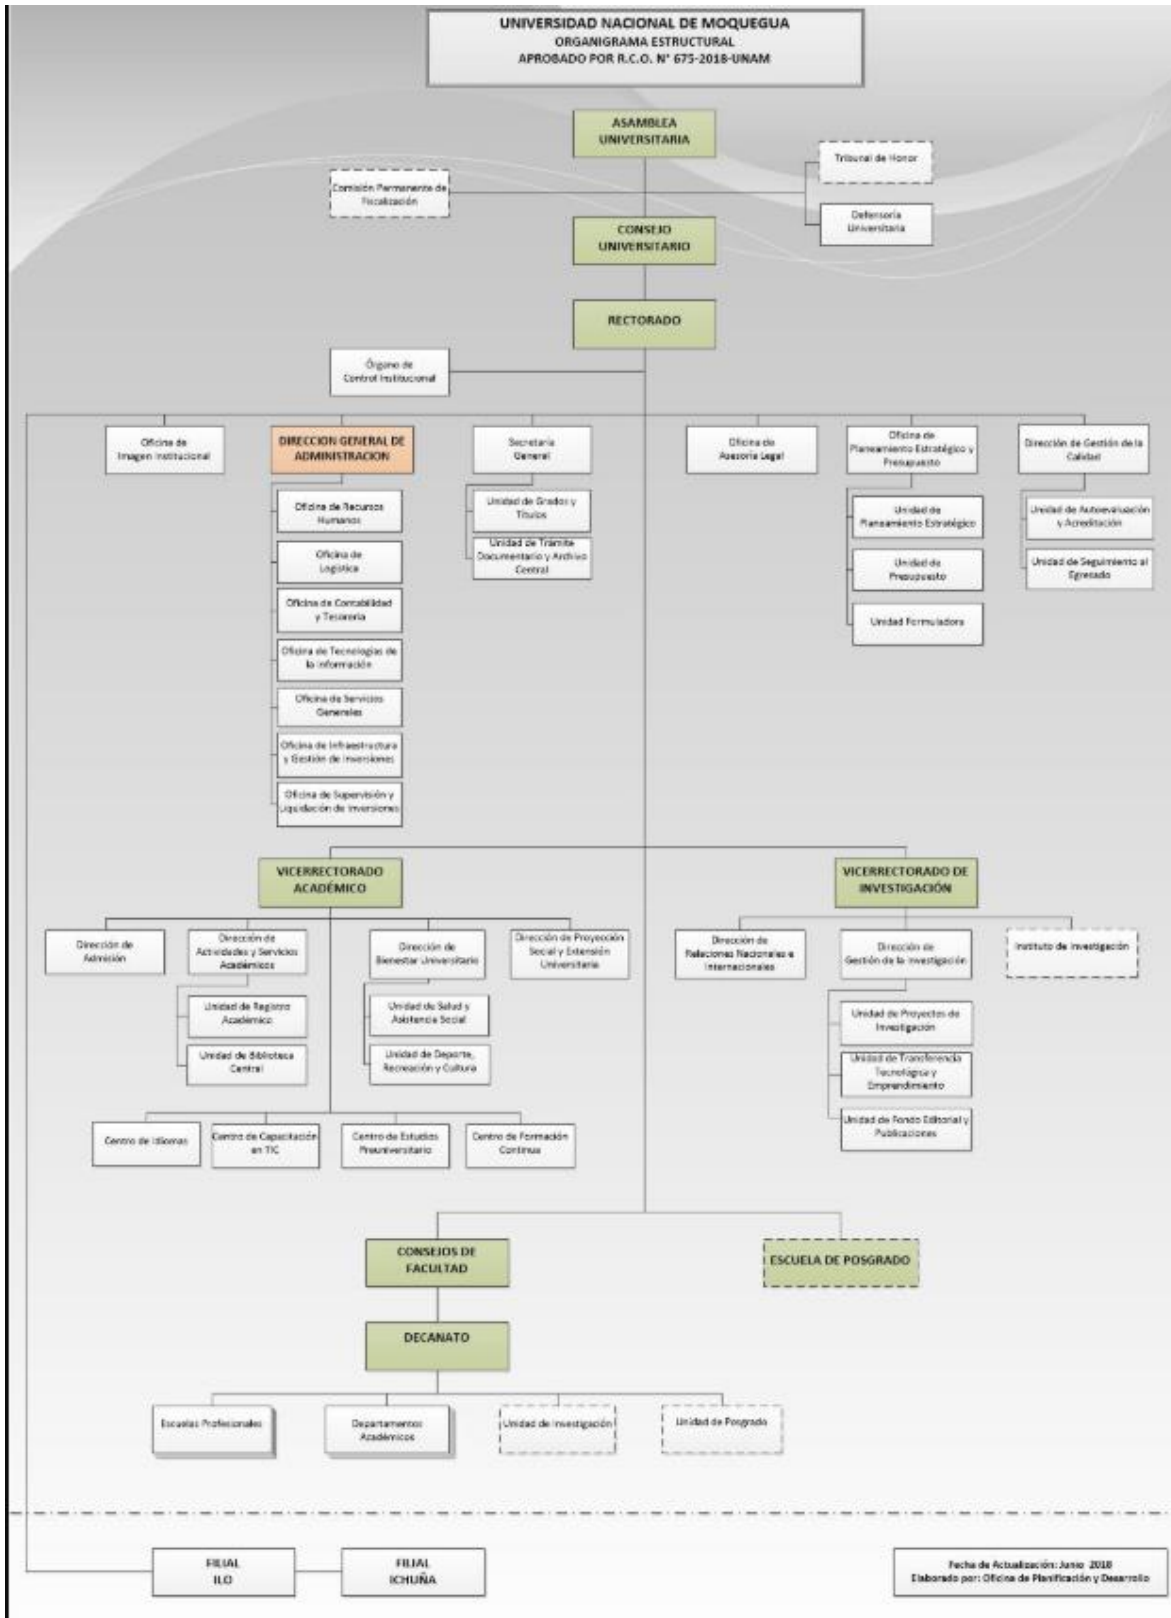 UNIVERSIDAD NACIONAL DE MOQUEGUA
ORGANIGRAMA ESTRUCTURAL
APROBADO POR R.C.O. N° 675-2018-UNAM
ASAMBLEA
UNIVERSITARIA
Tribunal de Honor
Comisión Permanente de
Fiscalización
Defensoría
Universitaria
CONSEJO
UNIVERSITARIO
RECTORADO
Órgano de
Control Institucional
Oficina de
Imagen Institucional
DIRECCION GENERAL DE
ADMINISTRACION
Secretaría
General
Oficina de
Asesoría Legal
Oficina de
Planeamiento Estratégico y
Presupuesto
Dirección de Gestión de la
Calidad
Oficina de Recursos
Humanos
Oficina de
Logística
Oficina de Contabilidad
y Tesorería
Oficina de Tecnologías de
la Información
Oficina de Servicios
Generales
Oficina de Infraestructura
y Gestión de Inversiones
Oficina de Supervisión y
Liquidación de Inversiones
Unidad de Grados y
Títulos
Unidad de Trámite
Documentario y Archivo
Central
Unidad de
Planeamiento Estratégico
Unidad de
Presupuesto
Unidad Formuladora
Unidad de Autoevaluación
y Acreditación
Unidad de Seguimiento al
Egresado
VICERRECTORADO
ACADÉMICO
VICERRECTORADO DE
INVESTIGACIÓN
Dirección de
Admisión
Dirección de
Actividades y Servicios
Académicos
Dirección de
Bienestar Universitario
Dirección de Proyección
Social y Extensión
Universitaria
Dirección de
Relaciones Nacionales e
Internacionales
Dirección de
Gestión de la Investigación
Instituto de Investigación
Unidad de Registro
Académico
Unidad de Biblioteca
Central
Unidad de Salud y
Asistencia Social
Unidad de Deporte,
Recreación y Cultura
Unidad de Proyectos de
Investigación
Unidad de Transferencia
Tecnológica y
Emprendimiento
Unidad de Fondo Editorial y
Publicaciones
Centro de Idiomas
Centro de Capacitación
en TIC
Centro de Estudios
Preuniversitario
Centro de Formación
Continua
CONSEJOS DE
FACULTAD
ESCUELA DE POSGRADO
DECANATO
Escuelas Profesionales
Departamentos
Académicos
Unidad de Investigación
Unidad de Posgrado
FILIAL
ILO
FILIAL
ICHUÑA
Fecha de Actualización: Junio 2018
Elaborado por: Oficina de Planificación y Desarrollo